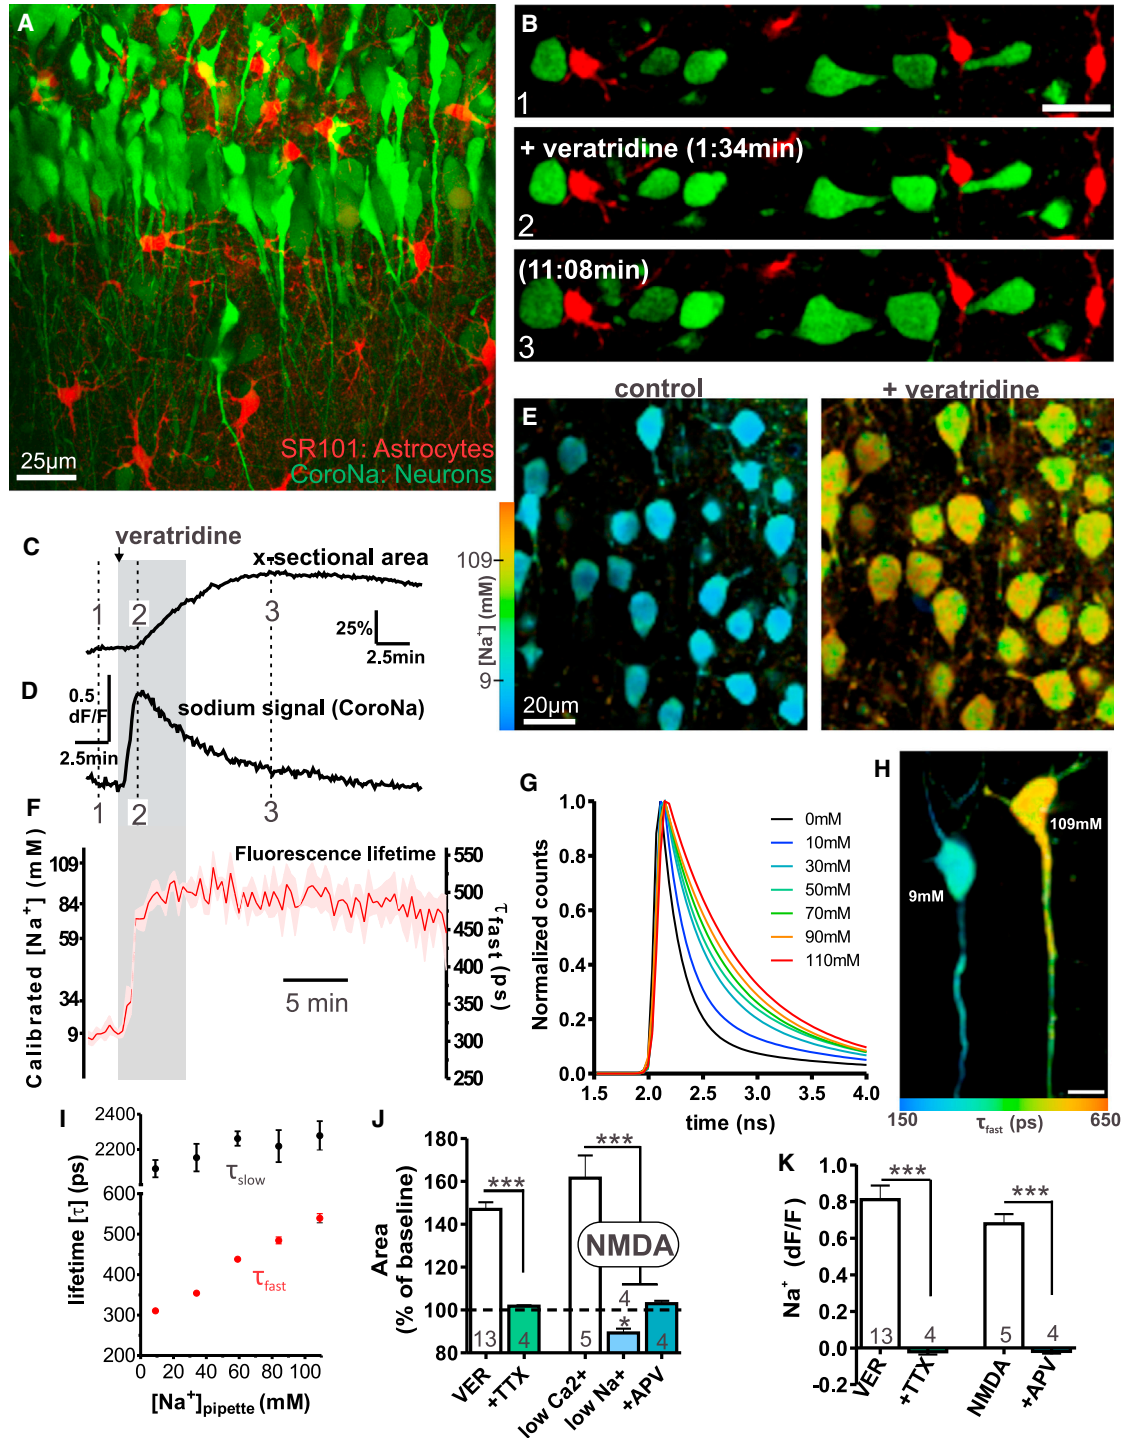 A
SR101: Astrocytes
CoroNa: Neurons
25µm
B
1
+ veratridine (1:34min)
2
(11:08min)
3
control
+ veratridine
E
109
[Na⁺] (mM)
9
20µm
C
veratridine
x-sectional area
1
2
3
25%
2.5min
D
0.5
dF/F
2.5min
sodium signal (CoroNa)
1
2
3
F
Fluorescence lifetime
Calibrated [Na⁺] (mM)
109
84
59
34
9
5 min
550
500
450
400
350
300
250
τfast (ps)
G
Normalized counts
1.0
0.8
0.6
0.4
0.2
0.0
1.5 2.0 2.5 3.0 3.5 4.0
time (ns)
0mM
10mM
30mM
50mM
70mM
90mM
110mM
H
109mM
9mM
150 τfast (ps) 650
I
lifetime [τ] (ps)
2400
2200
600
500
400
300
200
τslow
τfast
0 20 40 60 80 100
[Na⁺]pipette (mM)
J
Area
(% of baseline)
180
160
140
120
100
80
***
***
NMDA
4
*
13 4 5 4
VER
+TTX
low Ca2+
low Na+
+APV
K
Na⁺ (dF/F)
1.0
0.8
0.6
0.4
0.2
0.0
-0.2
***
***
13 4 5 4
VER
+TTX
NMDA
+APV